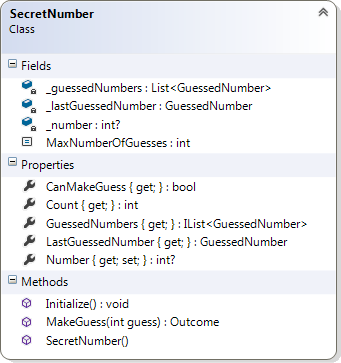 SecretNumber
Class
Fields
_guessedNumbers : List<GuessedNumber>
_lastGuessedNumber : GuessedNumber
_number : int?
MaxNumberOfGuesses : int
Properties
CanMakeGuess { get; } : bool
Count { get; } : int
GuessedNumbers { get; } : IList<GuessedNumber>
LastGuessedNumber { get; } : GuessedNumber
Number { get; set; } : int?
Methods
Initialize() : void
MakeGuess(int guess) : Outcome
SecretNumber()